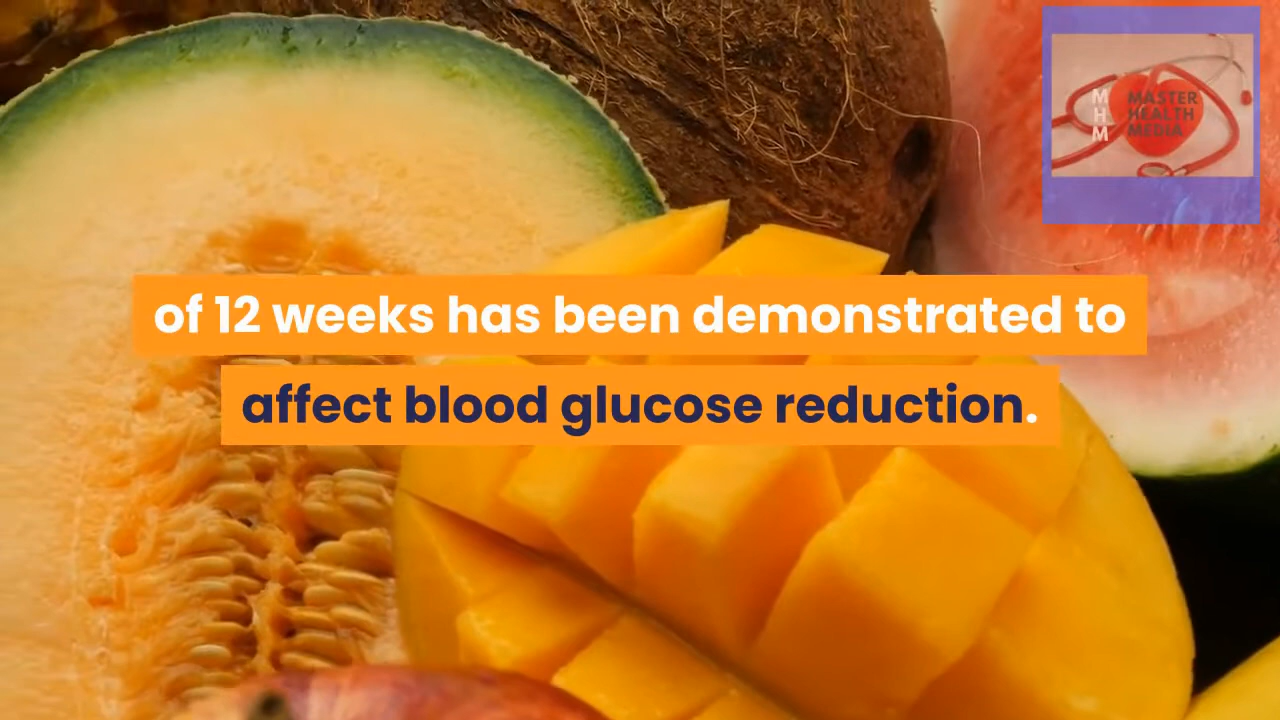 M MASTER
H HEALTH
M MEDIA
of 12 weeks has been demonstrated to
affect blood glucose reduction.